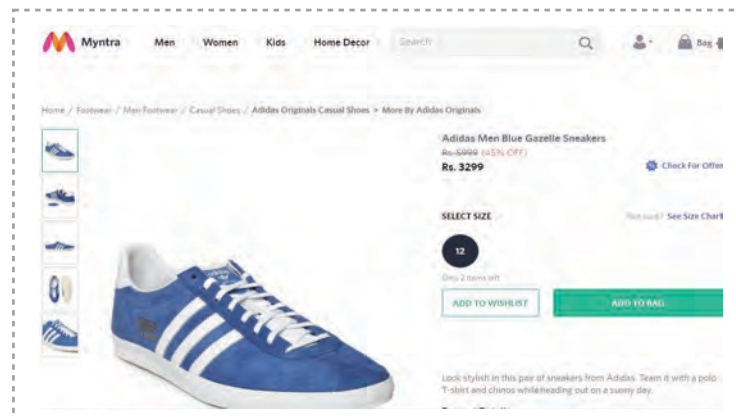 Myntra Men Women Kids Home Decor Search Bag
Home / Footwear / Men Footwear / Casual Shoes / Adidas Originals Casual Shoes > More By Adidas Originals
Adidas Men Blue Gazelle Sneakers
Rs. 5999 (45% OFF)
Rs. 3299
Check For Offer
SELECT SIZE
Not sure? See Size Chart
12
Only 2 items left
ADD TO WISHLIST
ADD TO BAG
Look stylish in this pair of sneakers from Adidas. Team it with a polo
T-shirt and chinos while heading out on a sunny day.